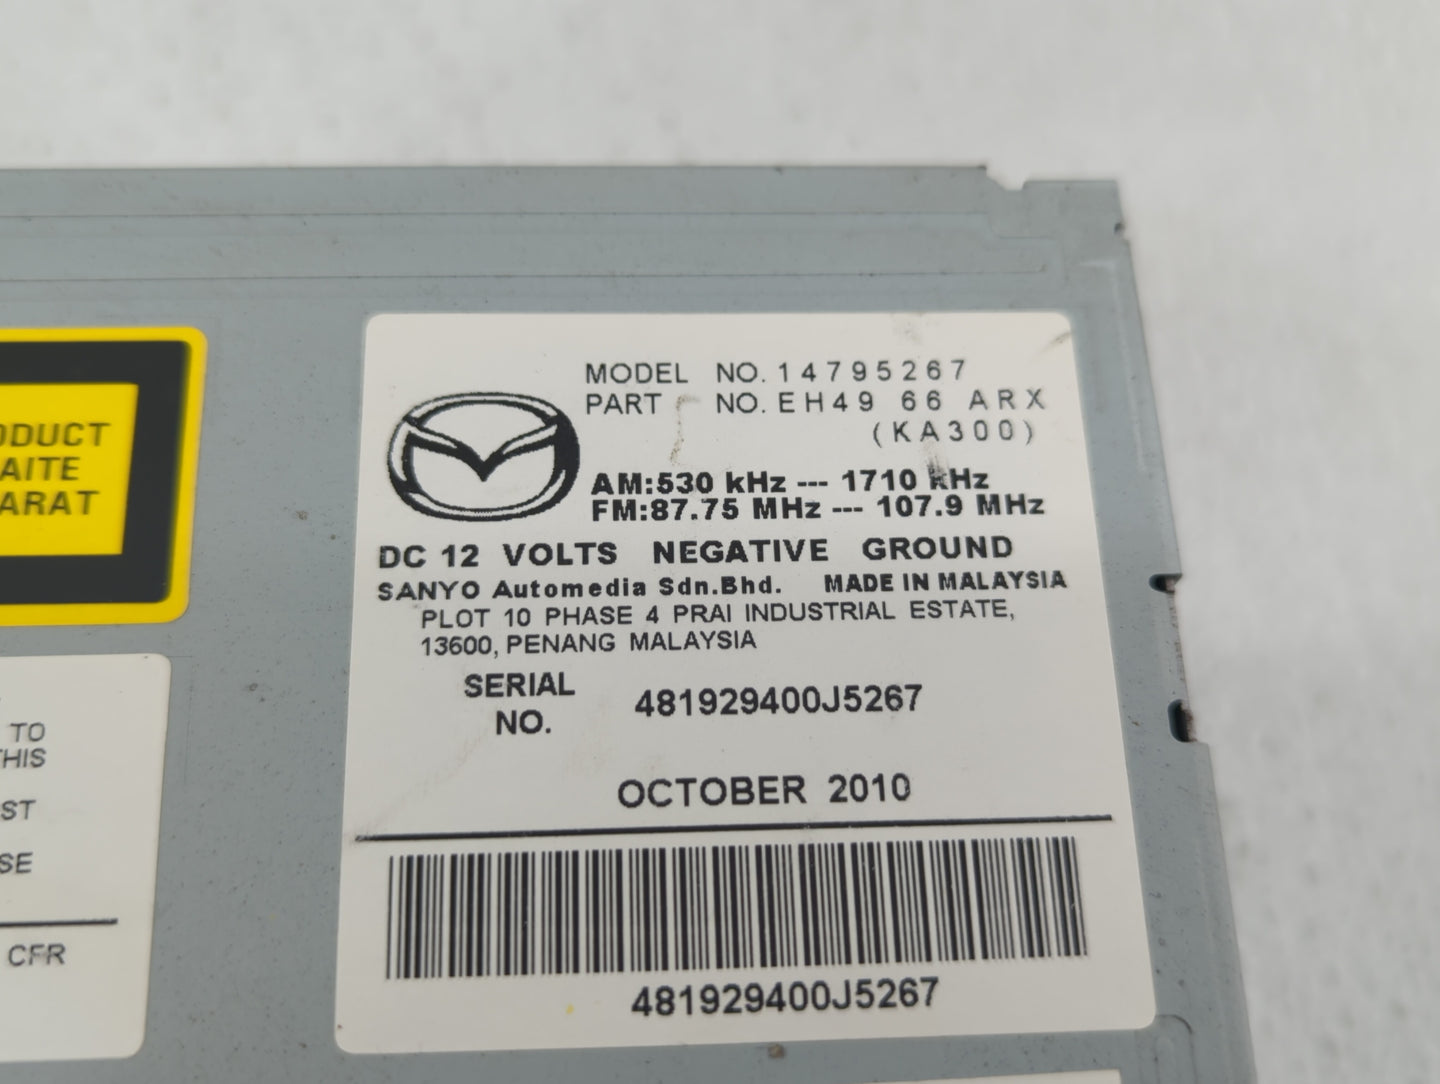 ODUCT
AITE
ARAT
TO
THIS
ST
SE
CFR
MODEL NO. 14795267
PART NO. EH49 66 ARX
(KA300)
AM:530 kHz --- 1710 kHz
FM:87.75 MHz --- 107.9 MHz
DC 12 VOLTS NEGATIVE GROUND
SANYO Automedia Sdn.Bhd. MADE IN MALAYSIA
PLOT 10 PHASE 4 PRAI INDUSTRIAL ESTATE,
13600, PENANG MALAYSIA
SERIAL NO. 481929400J5267
OCTOBER 2010
481929400J5267